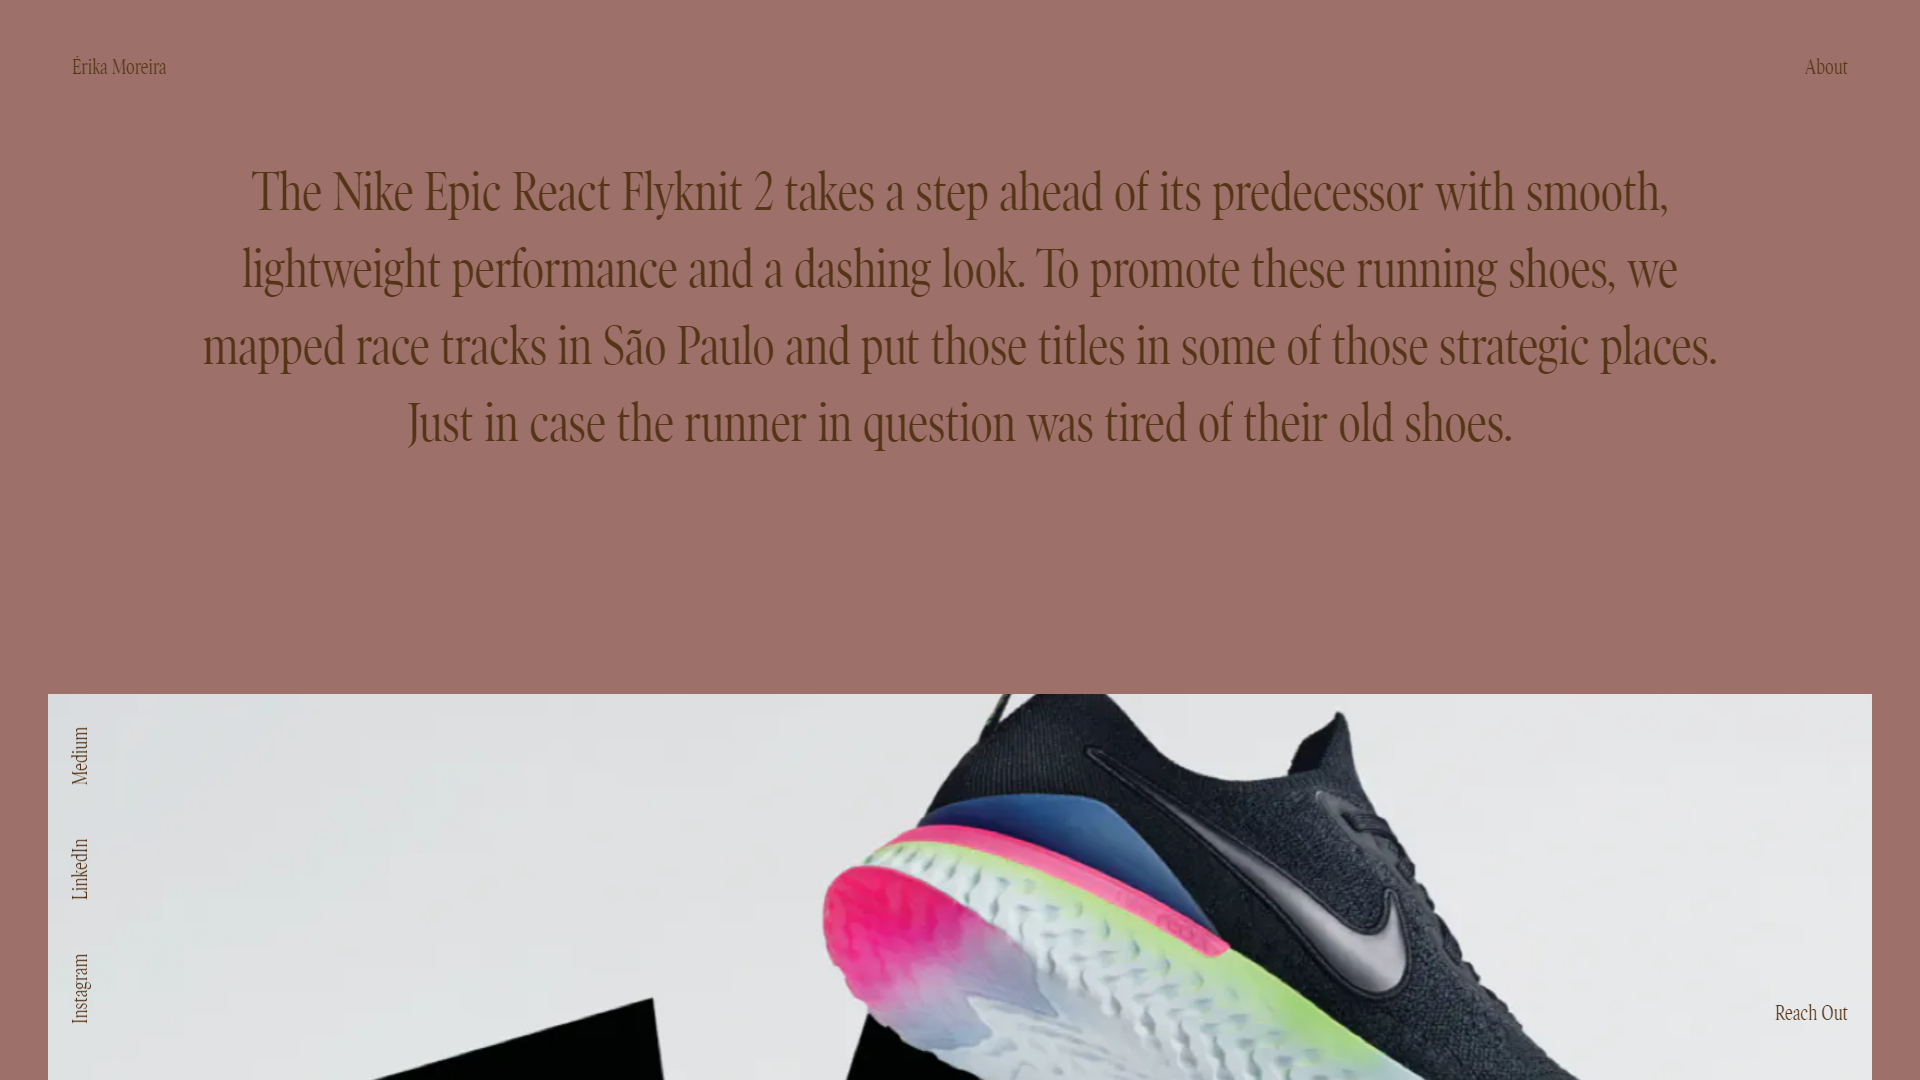 Érika Moreira
About
The Nike Epic React Flyknit 2 takes a step ahead of its predecessor with smooth,
lightweight performance and a dashing look. To promote these running shoes, we
mapped race tracks in São Paulo and put those titles in some of those strategic places.
Just in case the runner in question was tired of their old shoes.
Medium
LinkedIn
Instagram
Reach Out